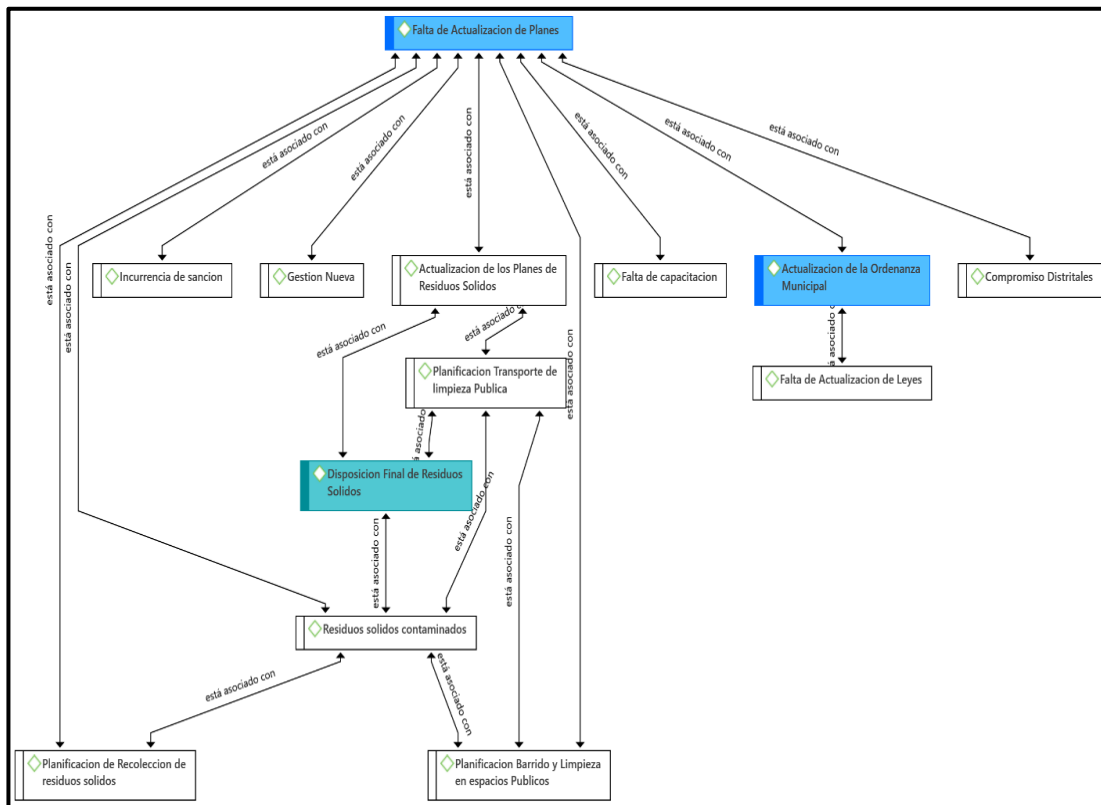 Falta de Actualizacion de Planes
está asociado con
está asociado con
está asociado con
está asociado con
está asociado con
está asociado con
está asociado con
está asociado con
está asociado con
Incurrencia de sancion
Gestion Nueva
Actualizacion de los Planes de
Residuos Solidos
Falta de capacitacion
Actualizacion de la Ordenanza
Municipal
Compromiso Distritales
está asociado con
está asociado
está asociado con
Planificacion Transporte de
limpieza Publica
Falta de Actualizacion de Leyes
está asociado
Disposicion Final de Residuos
Solidos
está asociado con
está asociado con
está asociado con
Residuos solidos contaminados
está asociado con
está asociado con
Planificacion de Recoleccion de
residuos solidos
Planificacion Barrido y Limpieza
en espacios Publicos